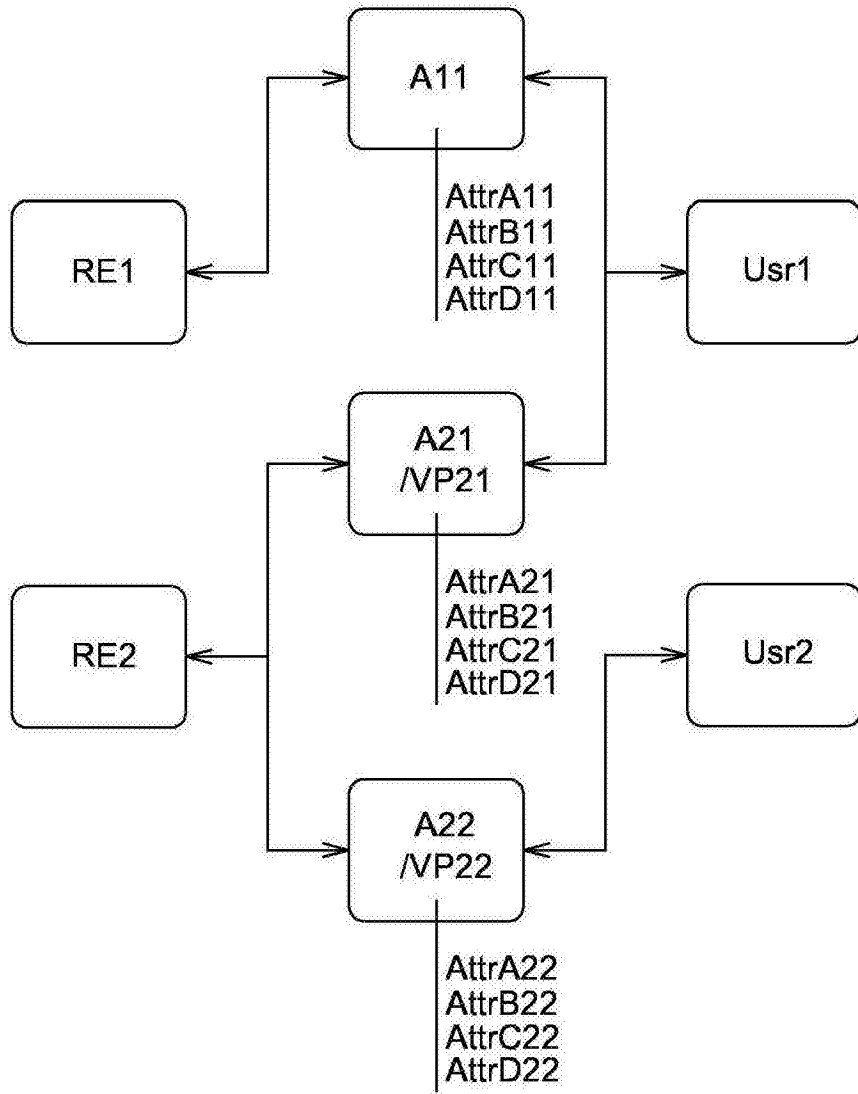 A11
AttrA11
AttrB11
AttrC11
AttrD11
RE1
Usr1
A21
/VP21
AttrA21
AttrB21
AttrC21
AttrD21
RE2
Usr2
A22
/VP22
AttrA22
AttrB22
AttrC22
AttrD22